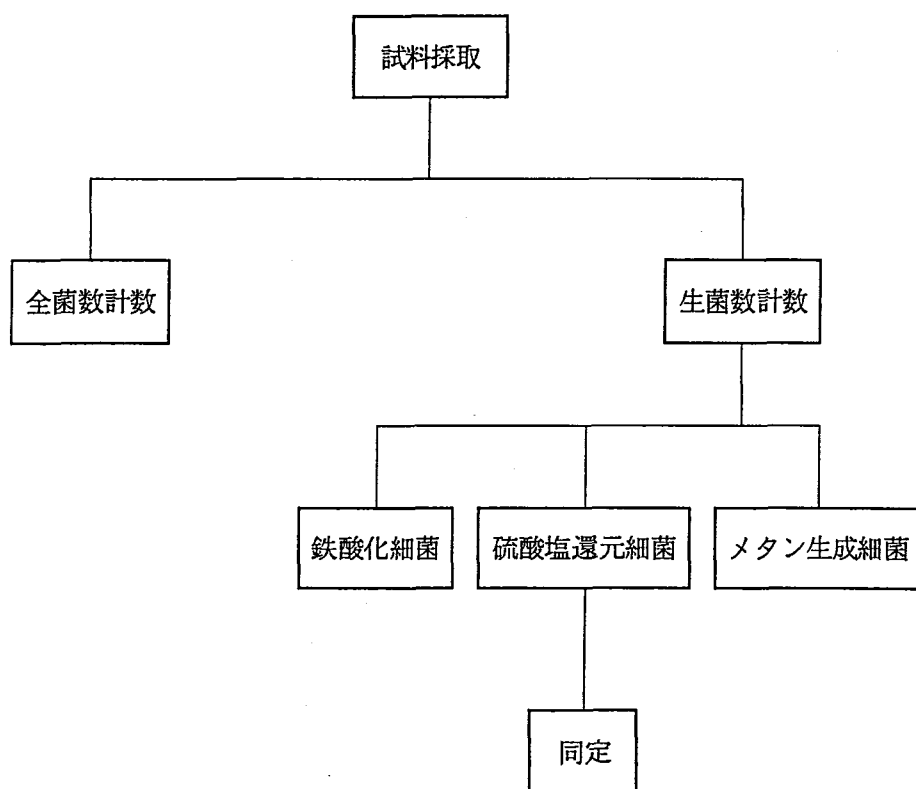 試料採取
全菌数計数
生菌数計数
鉄酸化細菌
硫酸塩還元細菌
メタン生成細菌
同定